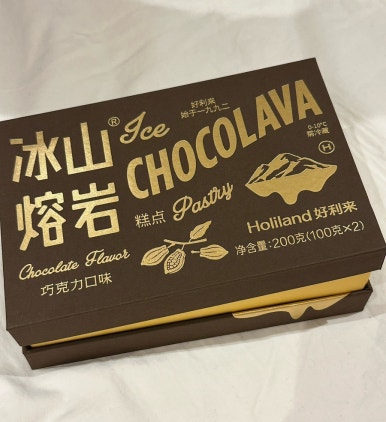 冰山®
熔岩
Ice
CHOCOLAVA
好利来
始于一九九二
0-10℃
需冷藏
H
糕点
Pastry
Chocolate Flavor
巧克力口味
Holiland 好利来
净含量:200克(100克×2)